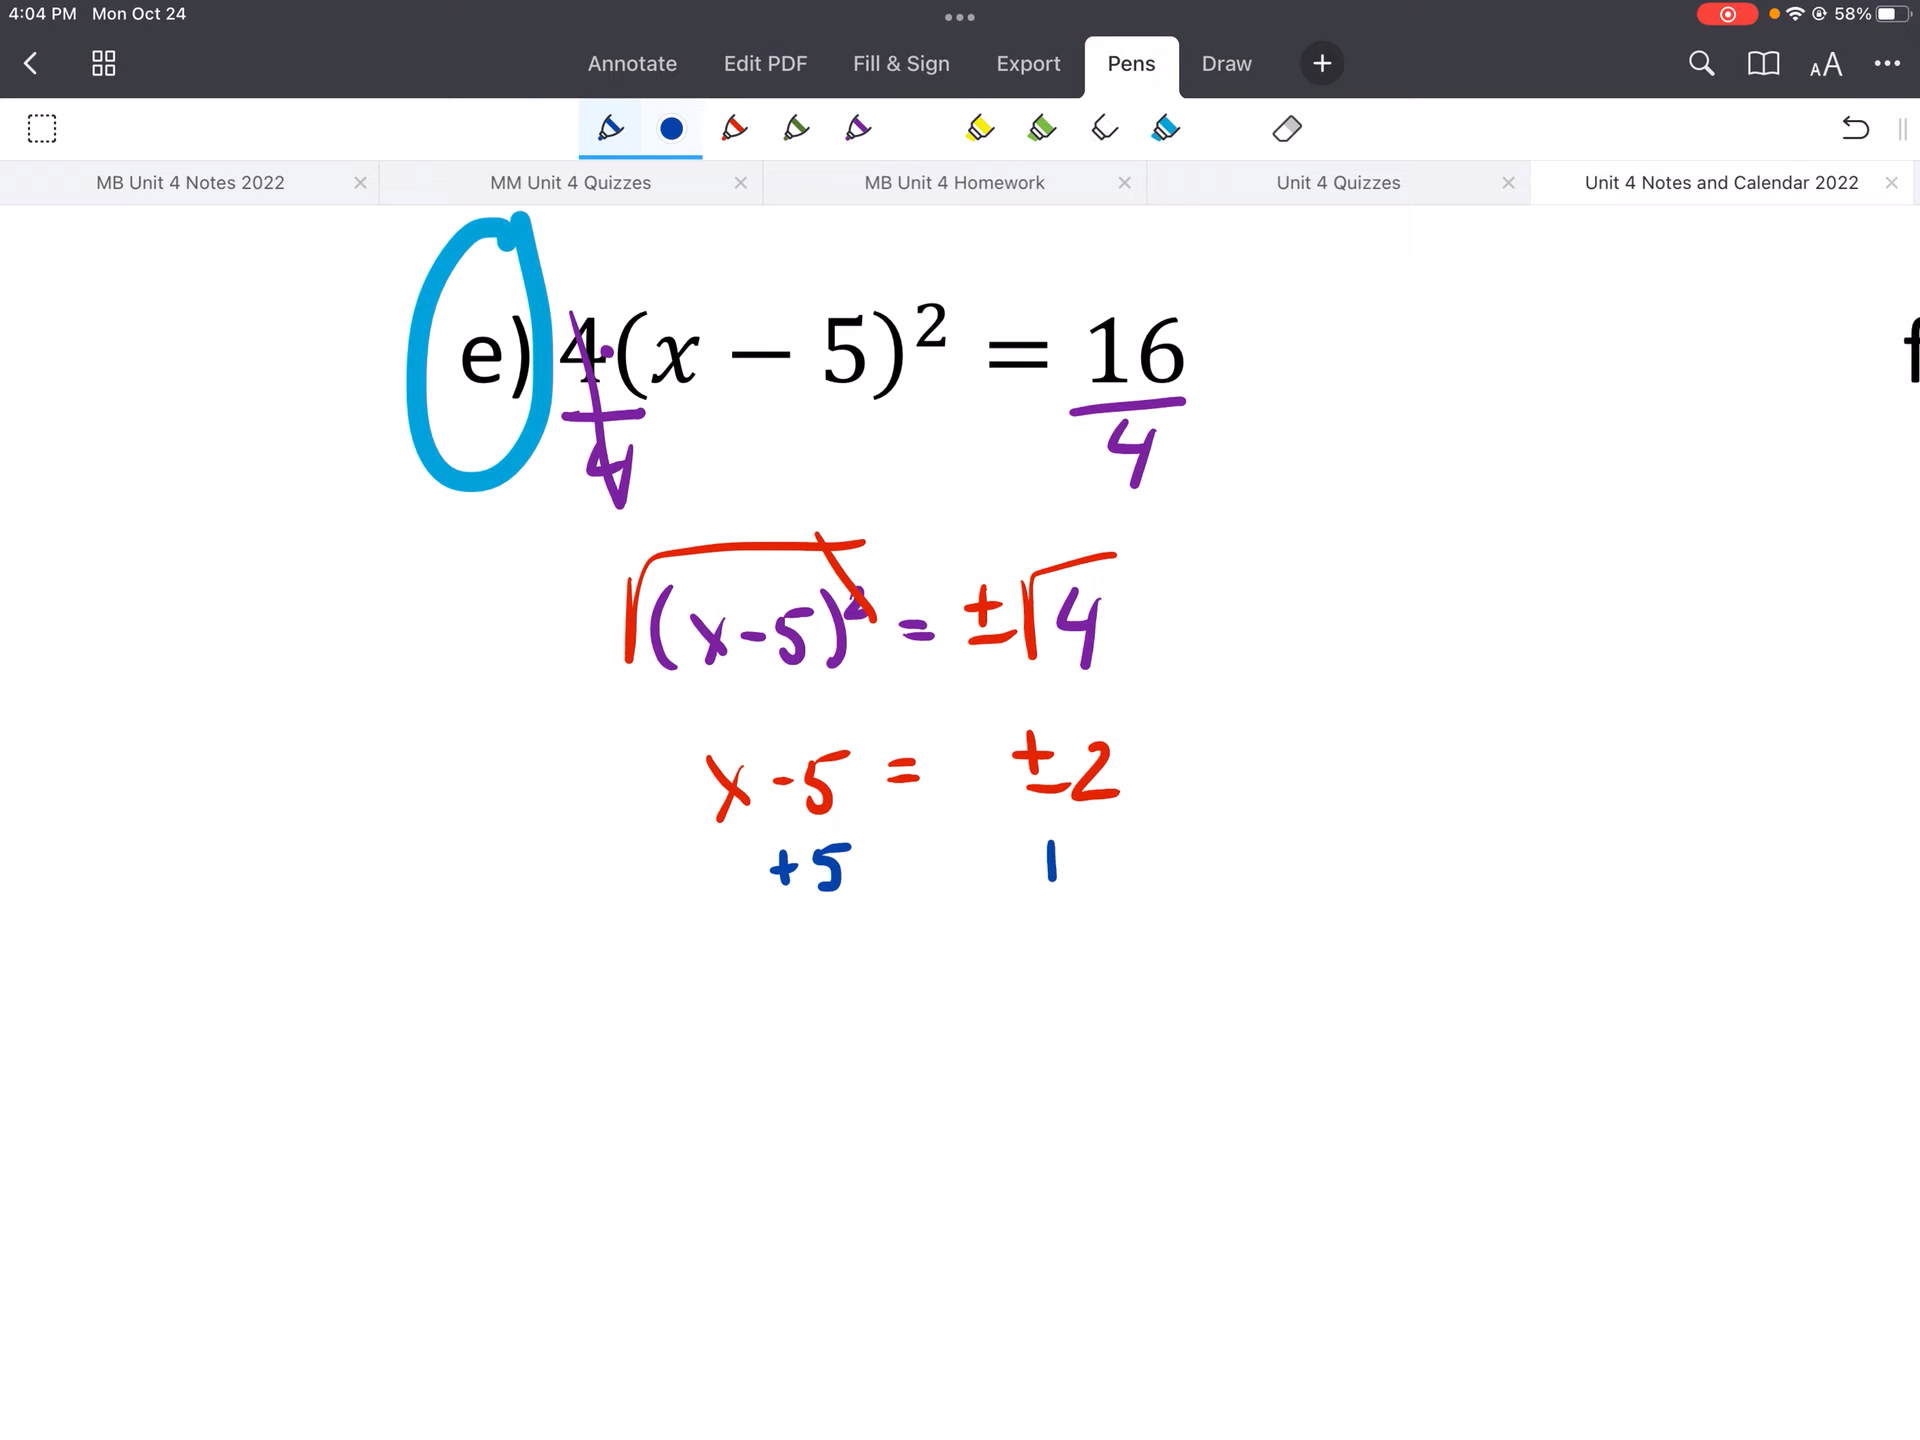 4:04 PM Mon Oct 24 58%
Annotate Edit PDF Fill & Sign Export Pens Draw
AA
MB Unit 4 Notes 2022 MM Unit 4 Quizzes MB Unit 4 Homework Unit 4 Quizzes Unit 4 Notes and Calendar 2022
e) 4·(x − 5)² = 16 f
4 4
√(x-5)² = ±√4
x -5 = ±2
+5 1